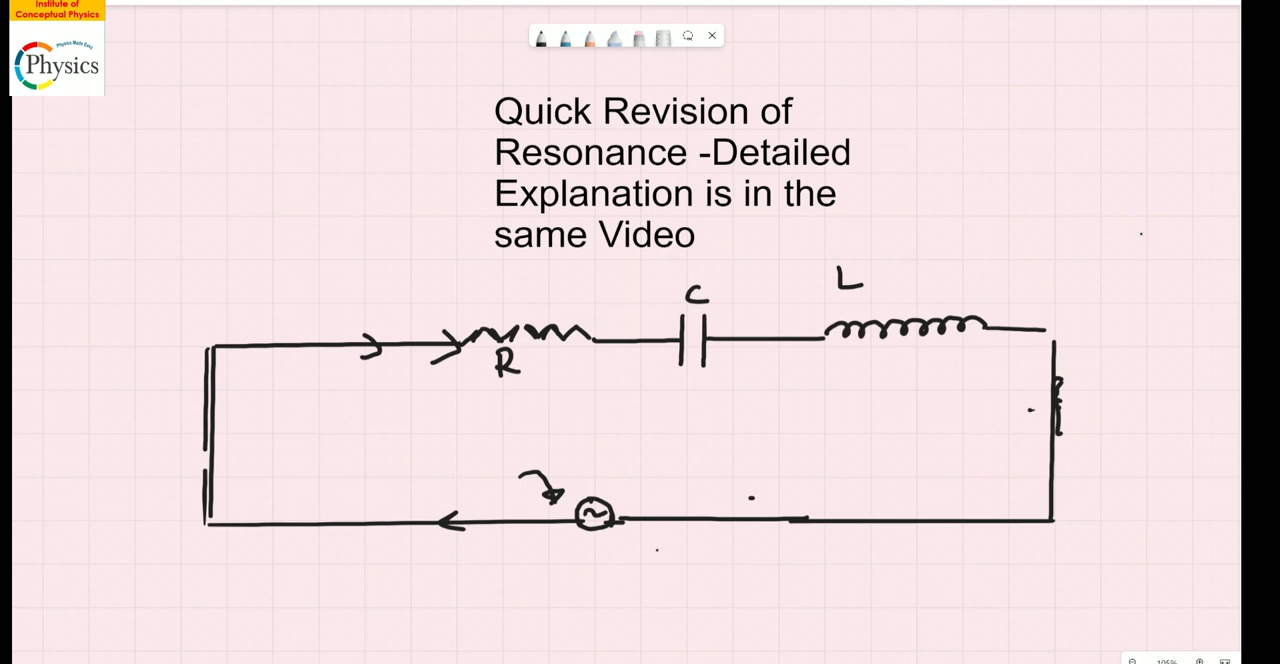 Institute of
Conceptual Physics
Physics Made Easy
Physics
Quick Revision of
Resonance -Detailed
Explanation is in the
same Video
L
C
R
105%